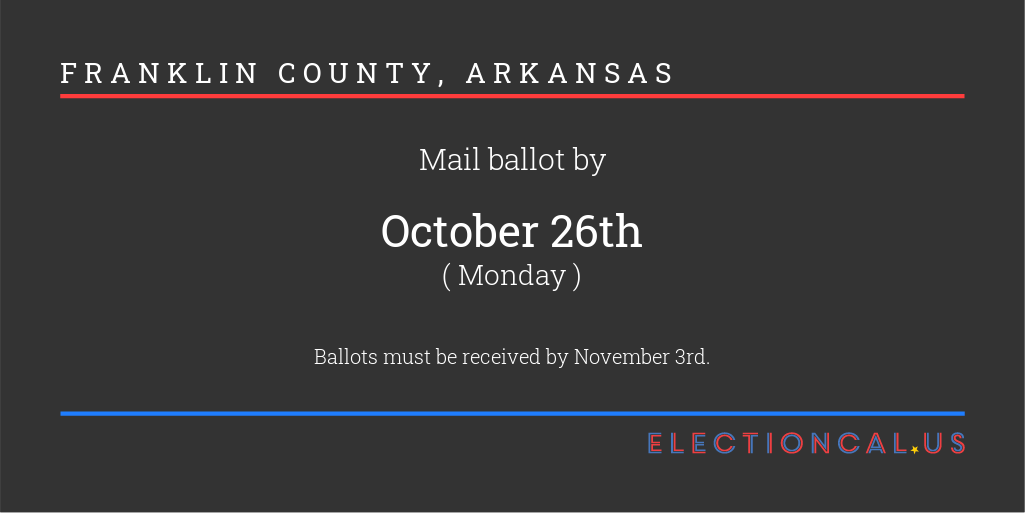 FRANKLIN COUNTY, ARKANSAS
Mail ballot by
October 26th
( Monday )
Ballots must be received by November 3rd.
ELECTIONCAL.US